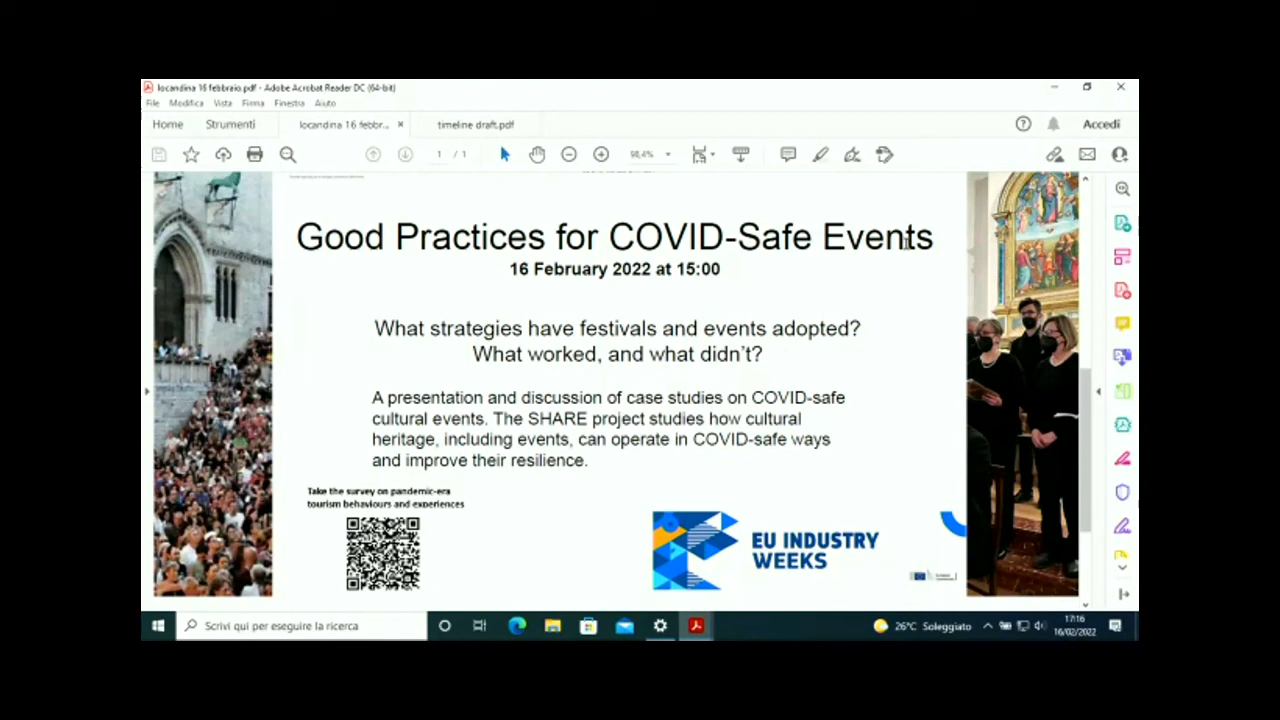 locandina 16 febbraio.pdf - Adobe Acrobat Reader DC (64-bit)
File Modifica Vista Firma Finestra Aiuto
Home Strumenti locandina 16 febbr... × timeline draft.pdf Accedi
1 / 1 98,4%
Good Practices for COVID-Safe Events
16 February 2022 at 15:00
What strategies have festivals and events adopted?
What worked, and what didn't?
A presentation and discussion of case studies on COVID-safe
cultural events. The SHARE project studies how cultural
heritage, including events, can operate in COVID-safe ways
and improve their resilience.
Take the survey on pandemic-era
tourism behaviours and experiences
EU INDUSTRY
WEEKS
Scrivi qui per eseguire la ricerca
26°C Soleggiato
17:16
16/02/2022